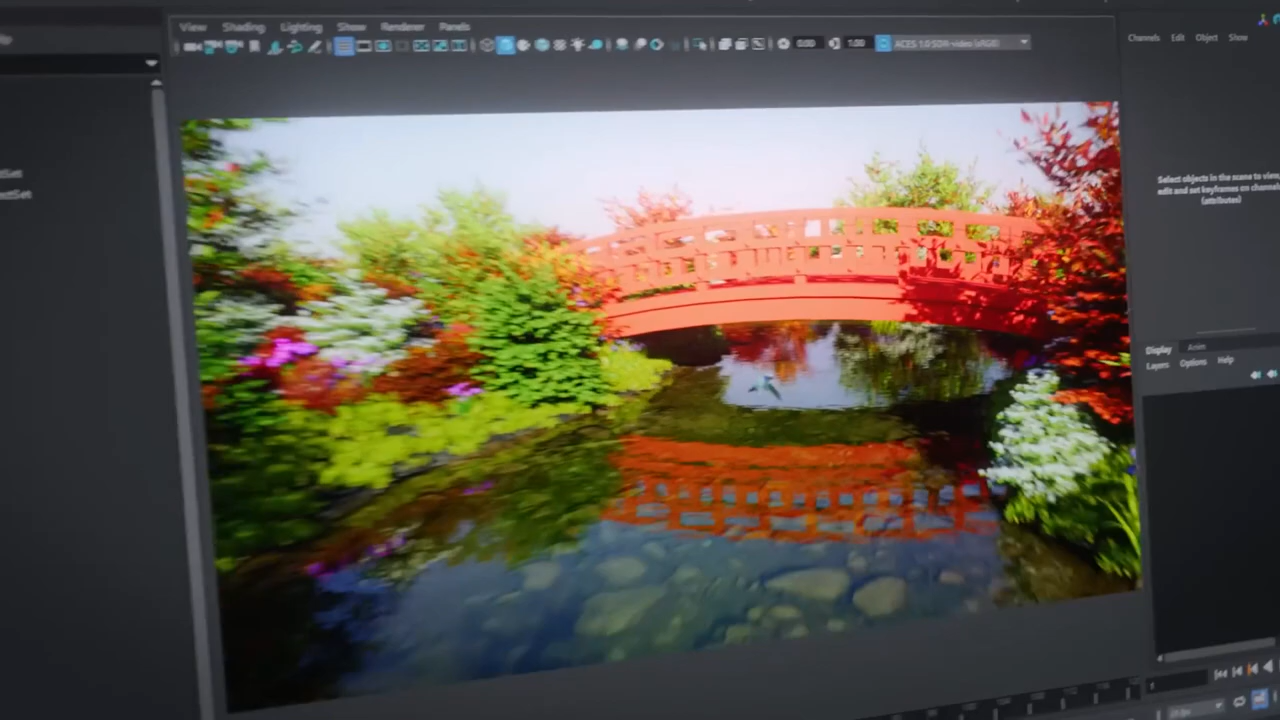 View Shading Lighting Show Renderer Panels
0.00 1.00 ACES 1.0 SDR-video (sRGB)
Channels Edit Object Show
Select objects in the scene to view,
edit and set keyframes on channels
(attributes)
Display Anim
Layers Options Help